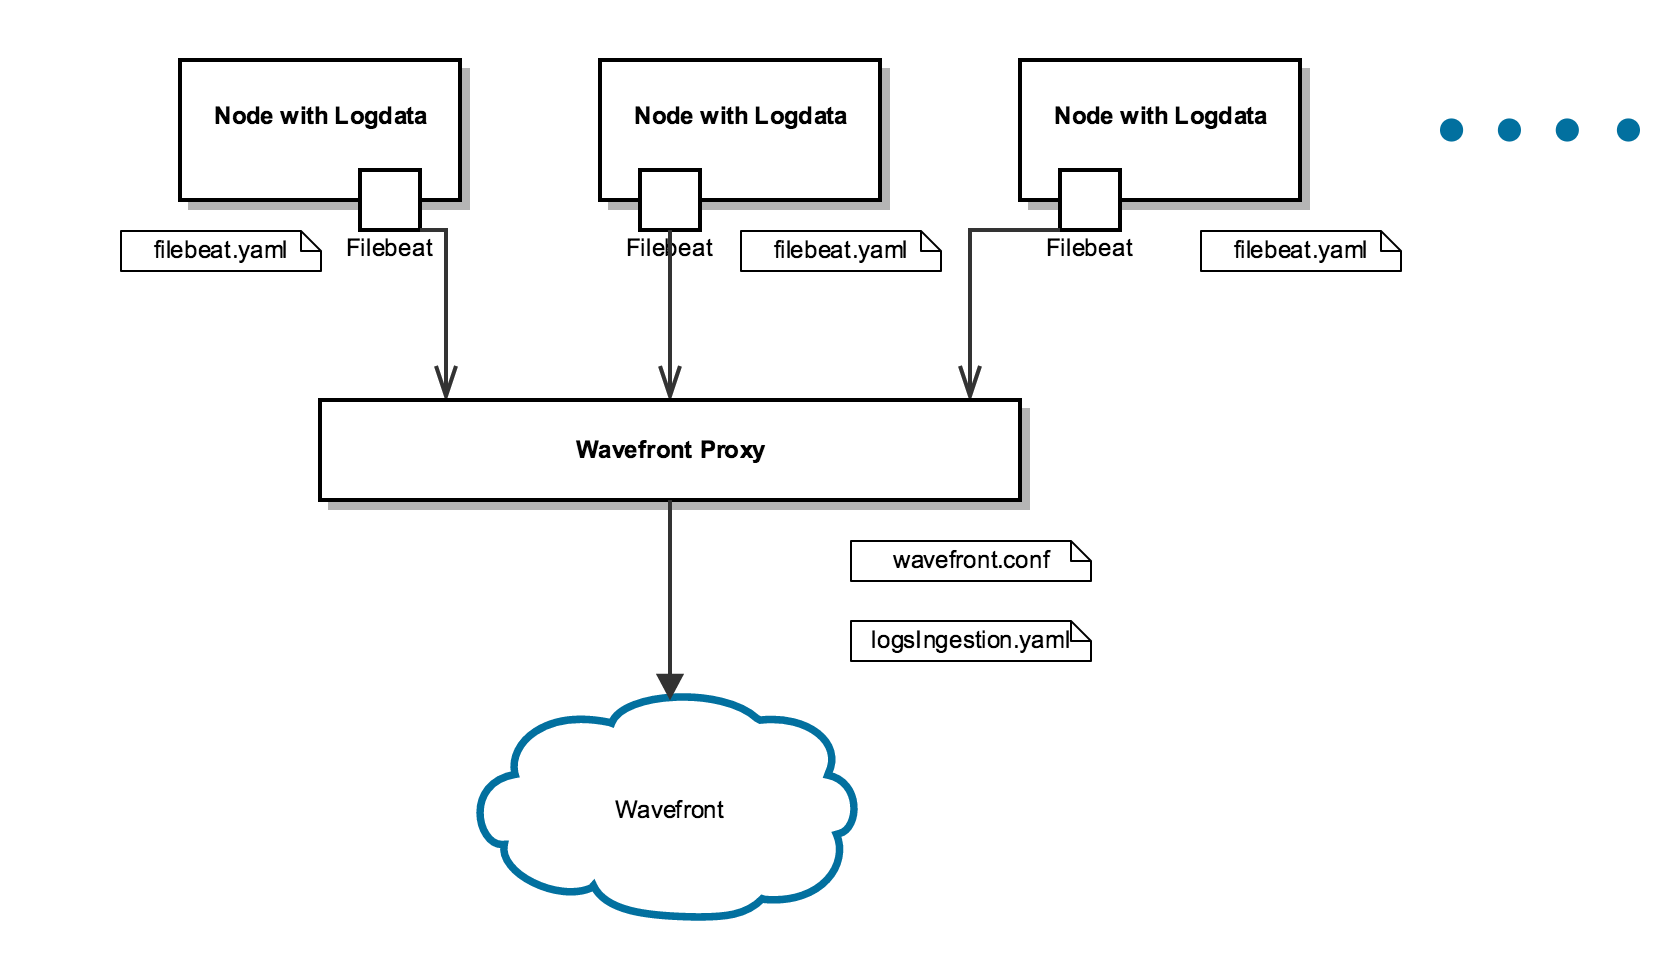 Node with Logdata
Node with Logdata
Node with Logdata
filebeat.yaml
Filebeat
Filebeat
filebeat.yaml
Filebeat
filebeat.yaml
Wavefront Proxy
wavefront.conf
logsIngestion.yaml
Wavefront